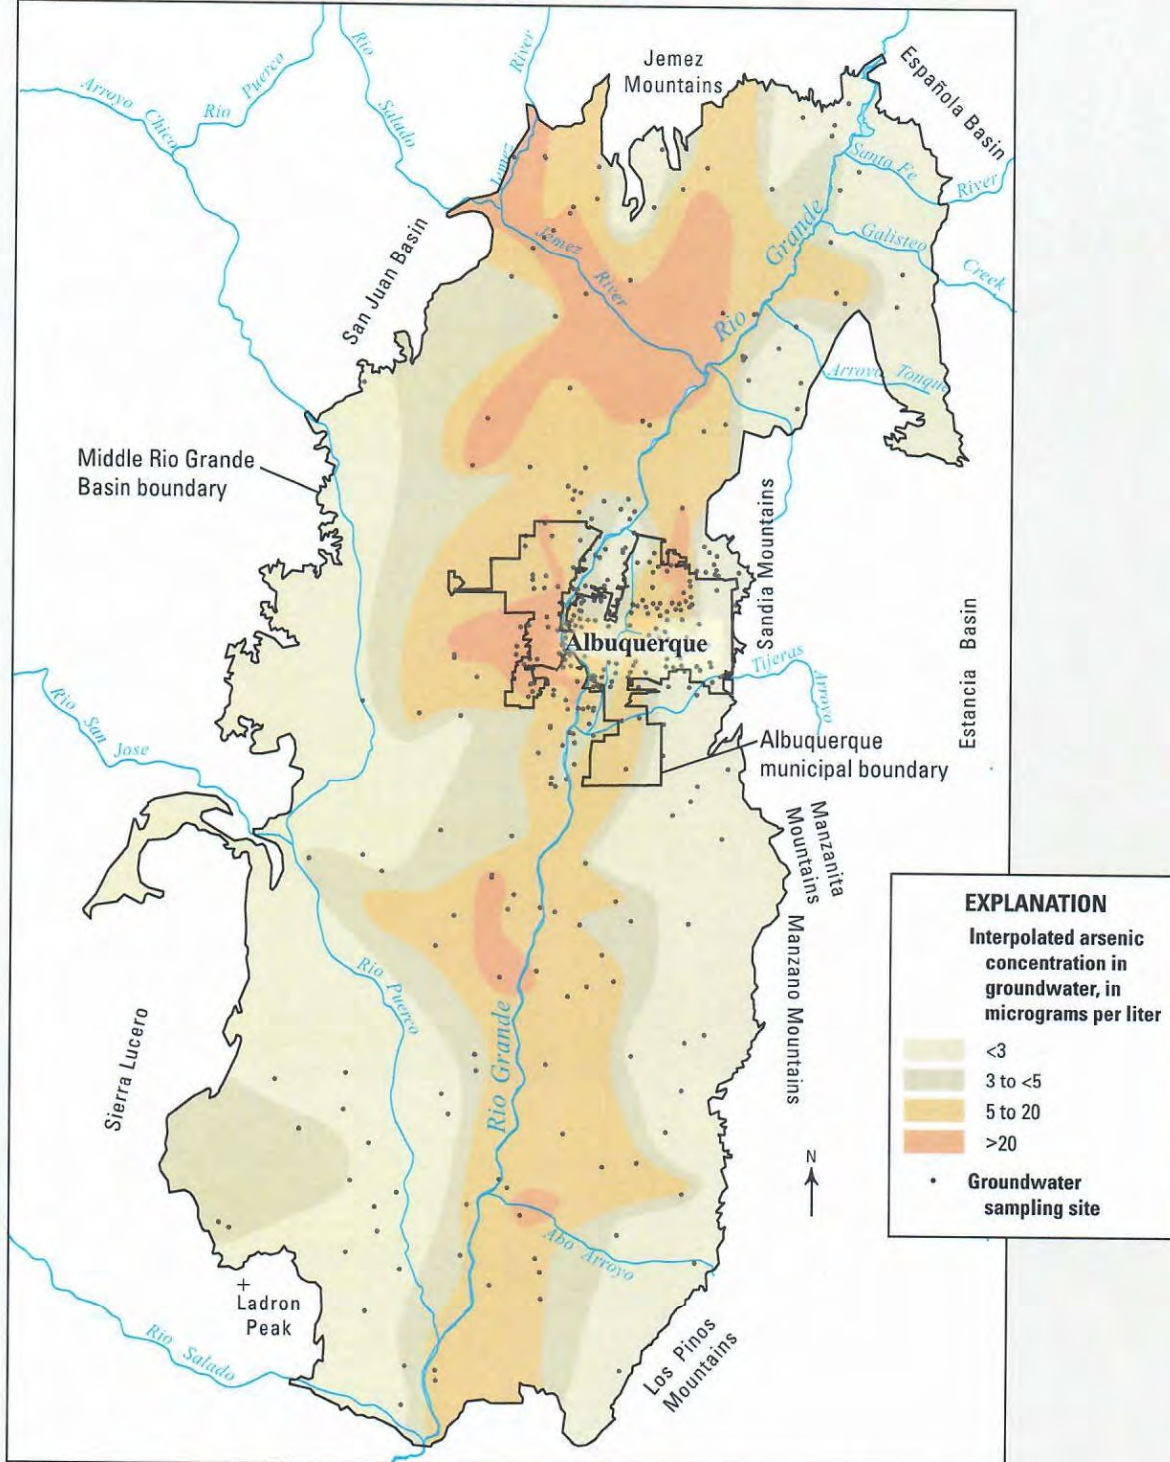 Jemez
Mountains
Española Basin
River
Rio
Puerco
Rio
Salado
Arroyo Chico
Jemez
Santa Fe
River
Rio Grande
Galisteo
Creek
Jemez
River
San Juan Basin
Arroyo Tonque
Middle Rio Grande
Basin boundary
Sandia Mountains
Estancia Basin
Albuquerque
Tijeras
Arroyo
Rio San
Jose
Albuquerque
municipal boundary
Manzanita
Mountains
Manzano Mountains
Rio Puerco
Rio Grande
Sierra Lucero
N
Abo Arroyo
+
Ladron
Peak
Rio Salado
Los Pinos
Mountains
EXPLANATION
Interpolated arsenic
concentration in
groundwater, in
micrograms per liter
<3
3 to <5
5 to 20
>20
Groundwater
sampling site